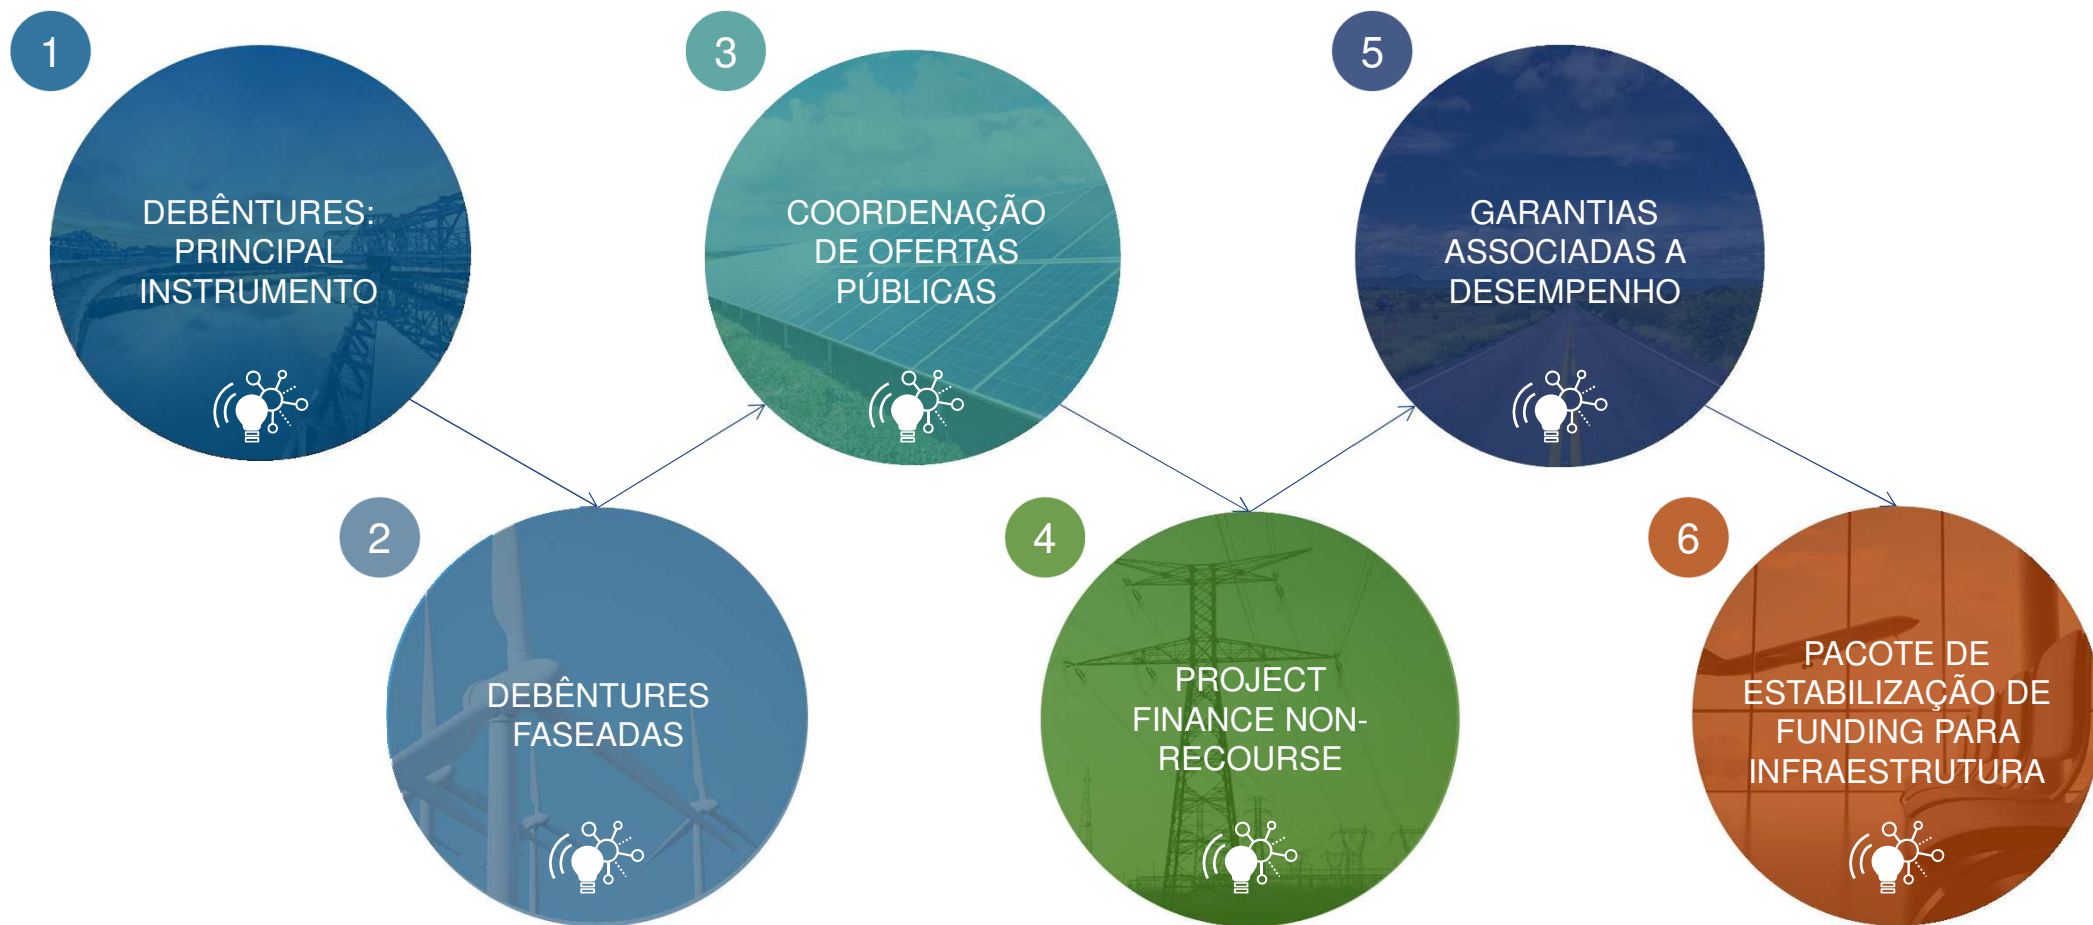 1
DEBÊNTURES:
PRINCIPAL
INSTRUMENTO
2
DEBÊNTURES
FASEADAS
3
COORDENAÇÃO
DE OFERTAS
PÚBLICAS
4
PROJECT
FINANCE NON-
RECOURSE
5
GARANTIAS
ASSOCIADAS A
DESEMPENHO
6
PACOTE DE
ESTABILIZAÇÃO DE
FUNDING PARA
INFRAESTRUTURA